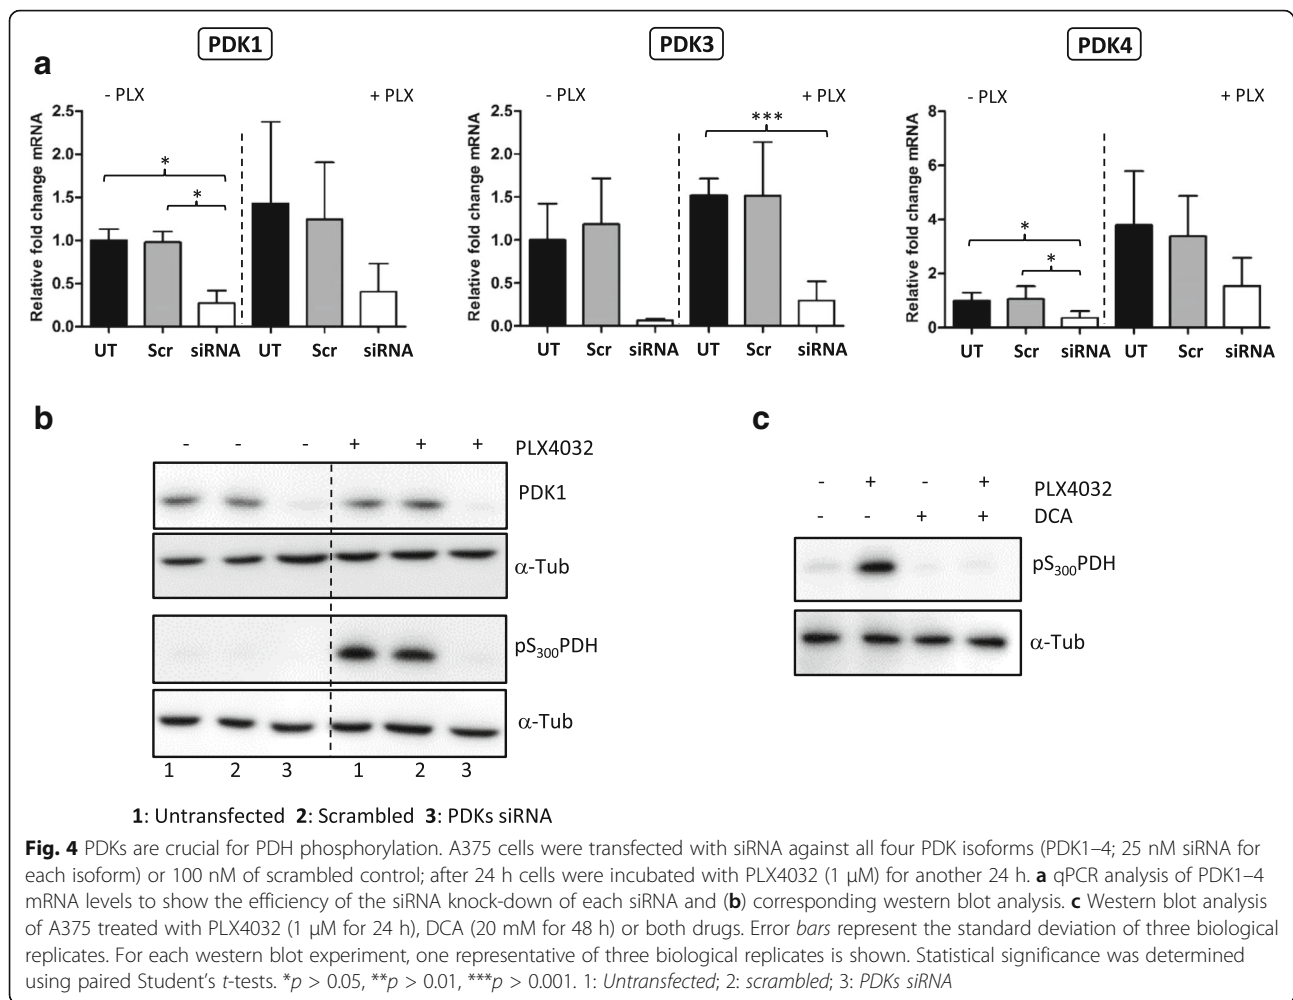 PDK1 PDK3 PDK4
a
- PLX + PLX - PLX + PLX - PLX + PLX
Relative fold change mRNA
2.5
2.0
1.5
1.0
0.5
0.0
* *
UT Scr siRNA UT Scr siRNA
Relative fold change mRNA
2.5
2.0
1.5
1.0
0.5
0.0
***
UT Scr siRNA UT Scr siRNA
Relative fold change mRNA
8
6
4
2
0
* *
UT Scr siRNA UT Scr siRNA
b
- - - + + + PLX4032
PDK1
α-Tub
pS300PDH
α-Tub
1 2 3 1 2 3
1: Untransfected 2: Scrambled 3: PDKs siRNA
c
- + + PLX4032
- - + + DCA
pS300PDH
α-Tub
Fig. 4 PDKs are crucial for PDH phosphorylation. A375 cells were transfected with siRNA against all four PDK isoforms (PDK1–4; 25 nM siRNA for
each isoform) or 100 nM of scrambled control; after 24 h cells were incubated with PLX4032 (1 μM) for another 24 h. a qPCR analysis of PDK1–4
mRNA levels to show the efficiency of the siRNA knock-down of each siRNA and (b) corresponding western blot analysis. c Western blot analysis
of A375 treated with PLX4032 (1 μM for 24 h), DCA (20 mM for 48 h) or both drugs. Error bars represent the standard deviation of three biological
replicates. For each western blot experiment, one representative of three biological replicates is shown. Statistical significance was determined
using paired Student's t-tests. *p > 0.05, **p > 0.01, ***p > 0.001. 1: Untransfected; 2: scrambled; 3: PDKs siRNA